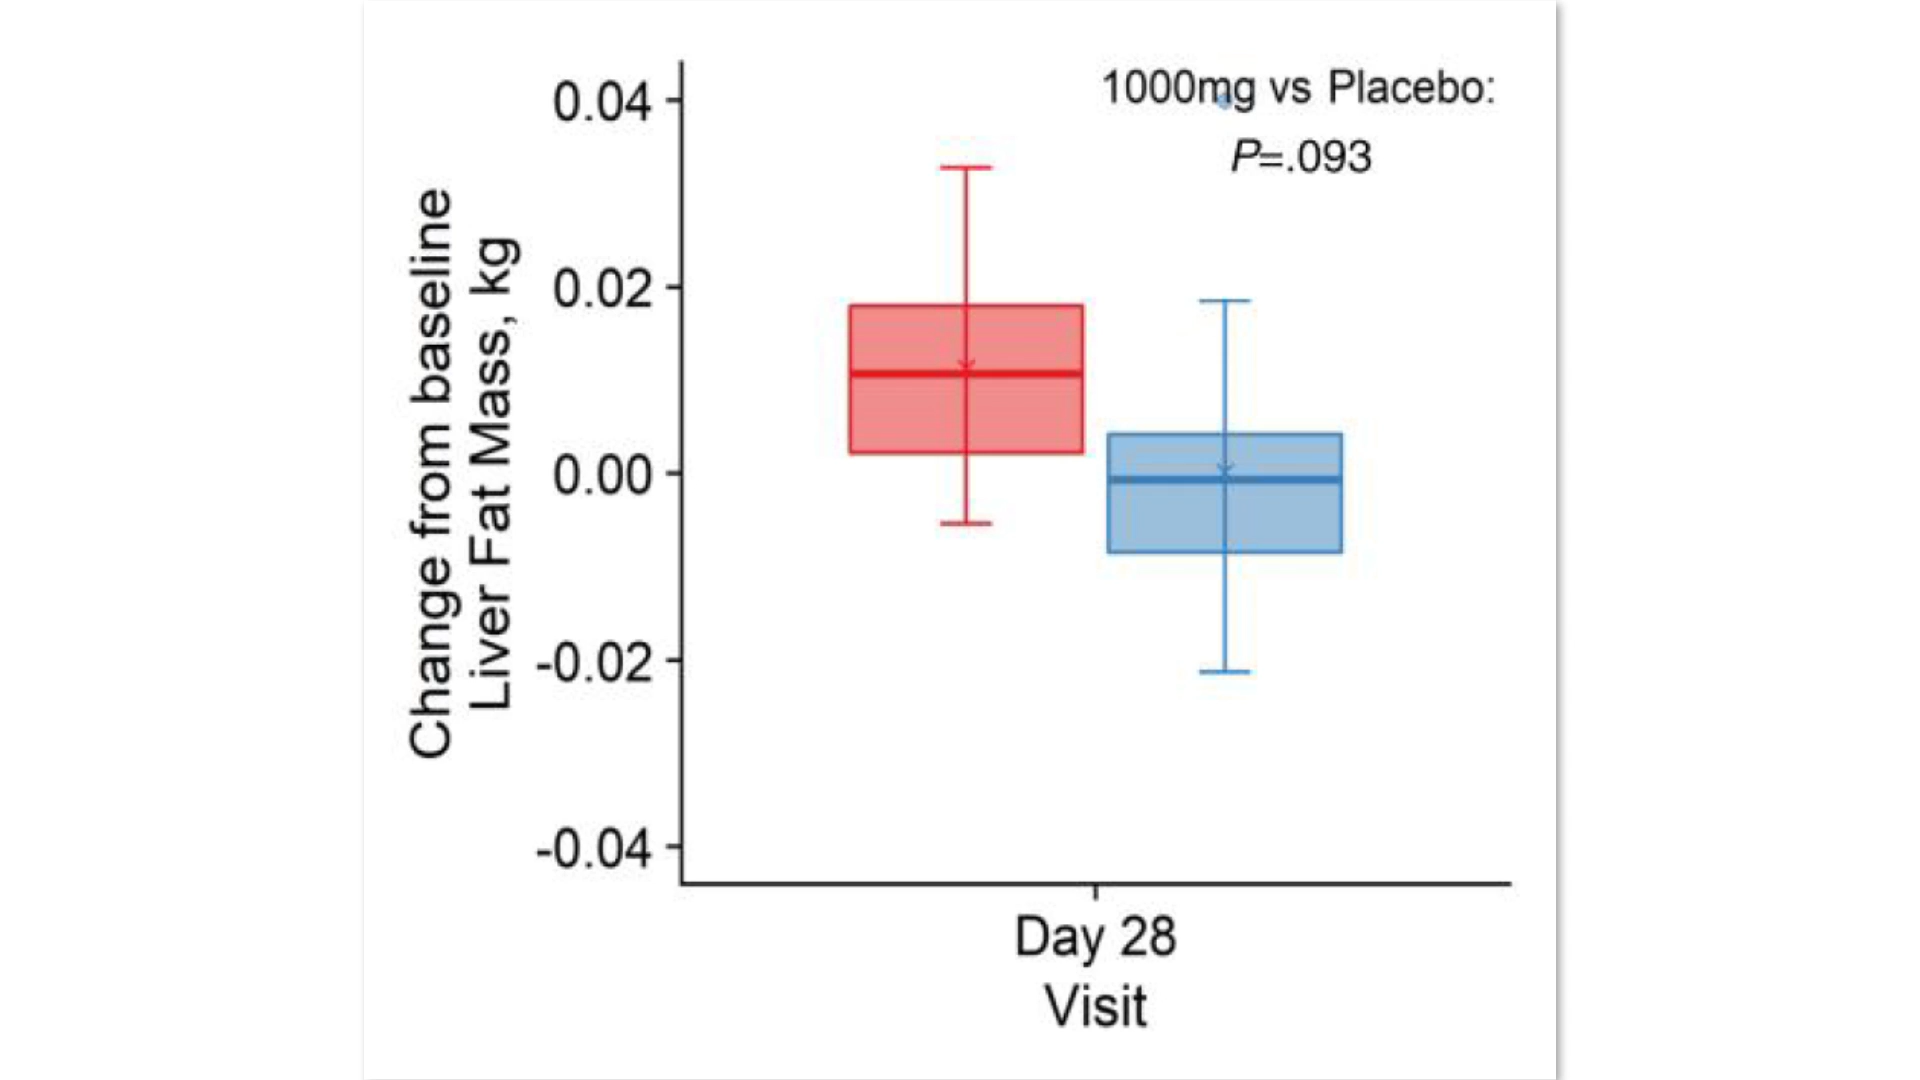 1000mg vs Placebo:
P=.093
Change from baseline
Liver Fat Mass, kg
0.04
0.02
0.00
-0.02
-0.04
Day 28
Visit